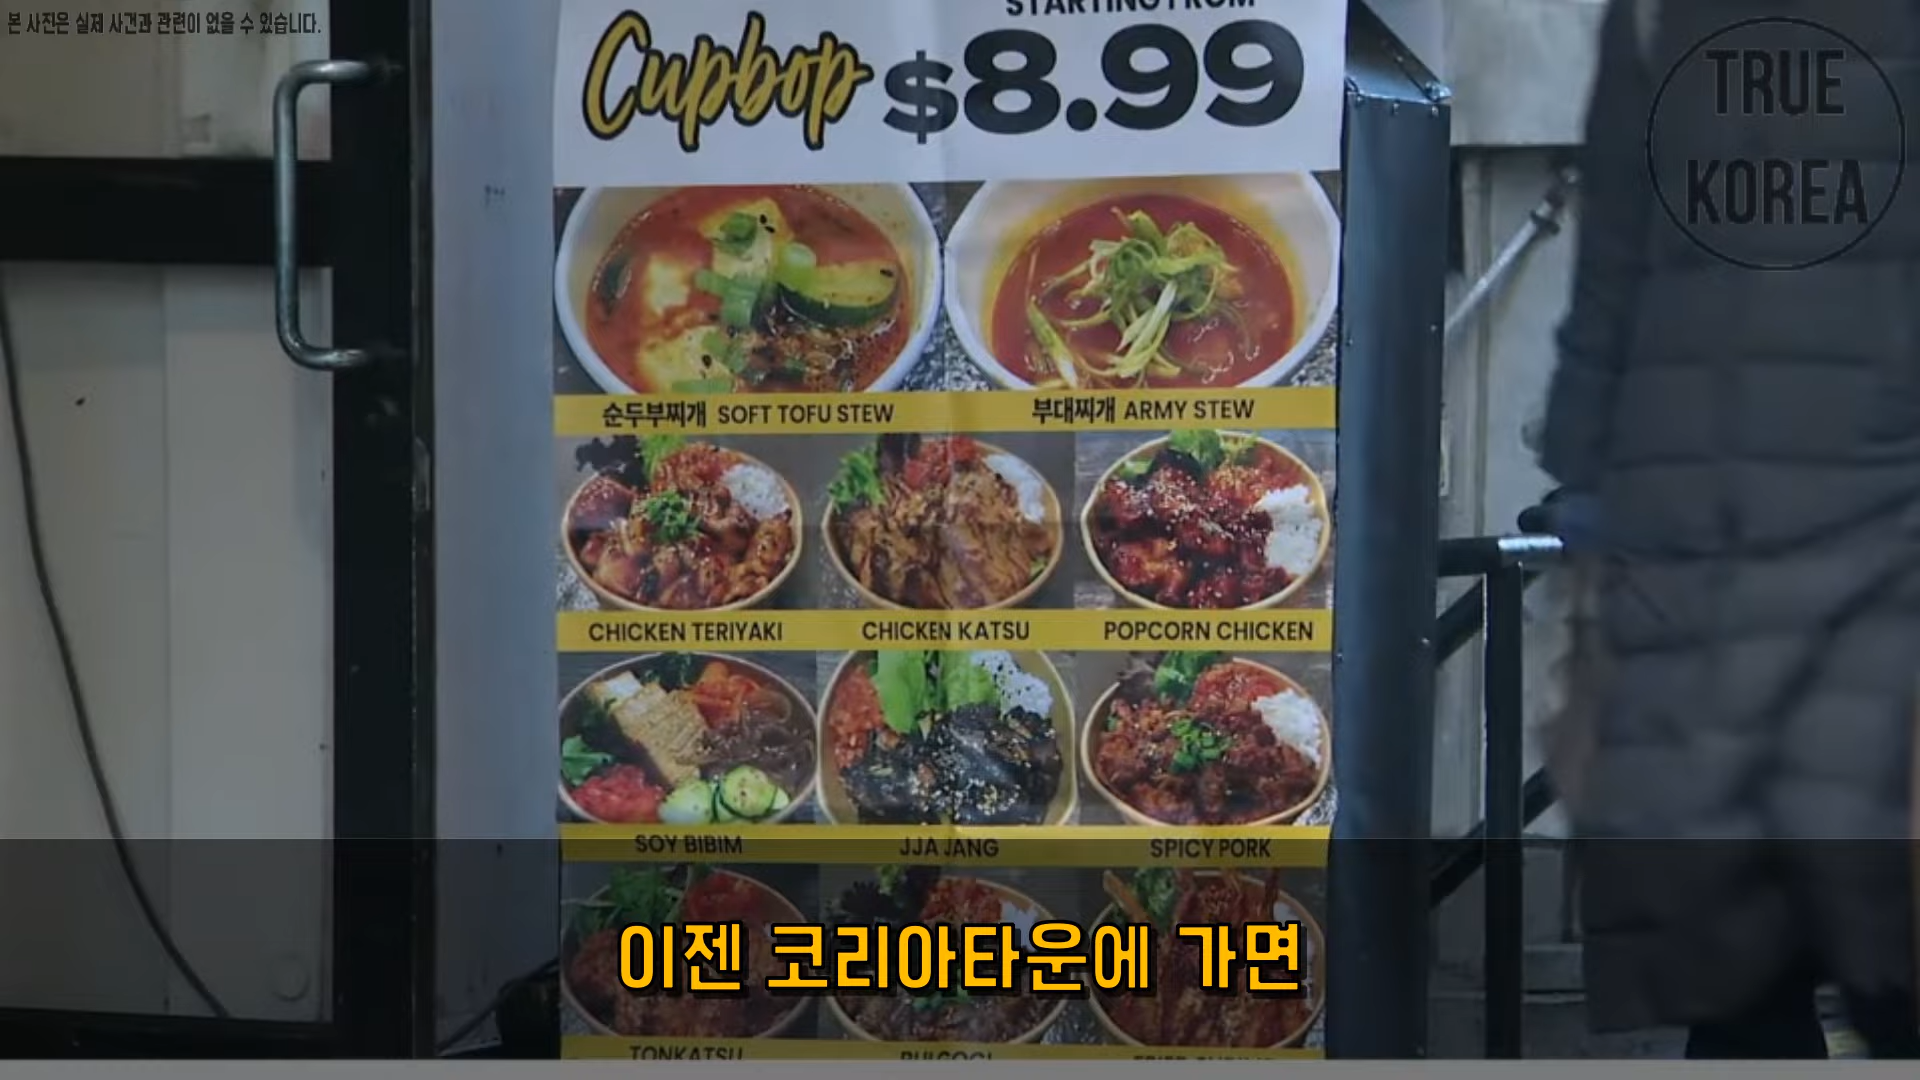 본 사진은 실제 사건과 관련이 없을 수 있습니다.
STARTING FROM
Cupbop $8.99
TRUE
KOREA
순두부찌개 SOFT TOFU STEW
부대찌개 ARMY STEW
CHICKEN TERIYAKI
CHICKEN KATSU
POPCORN CHICKEN
SOY BIBIM
JJA JANG
SPICY PORK
이젠 코리아타운에 가면
TONKATSU
BULGOGI